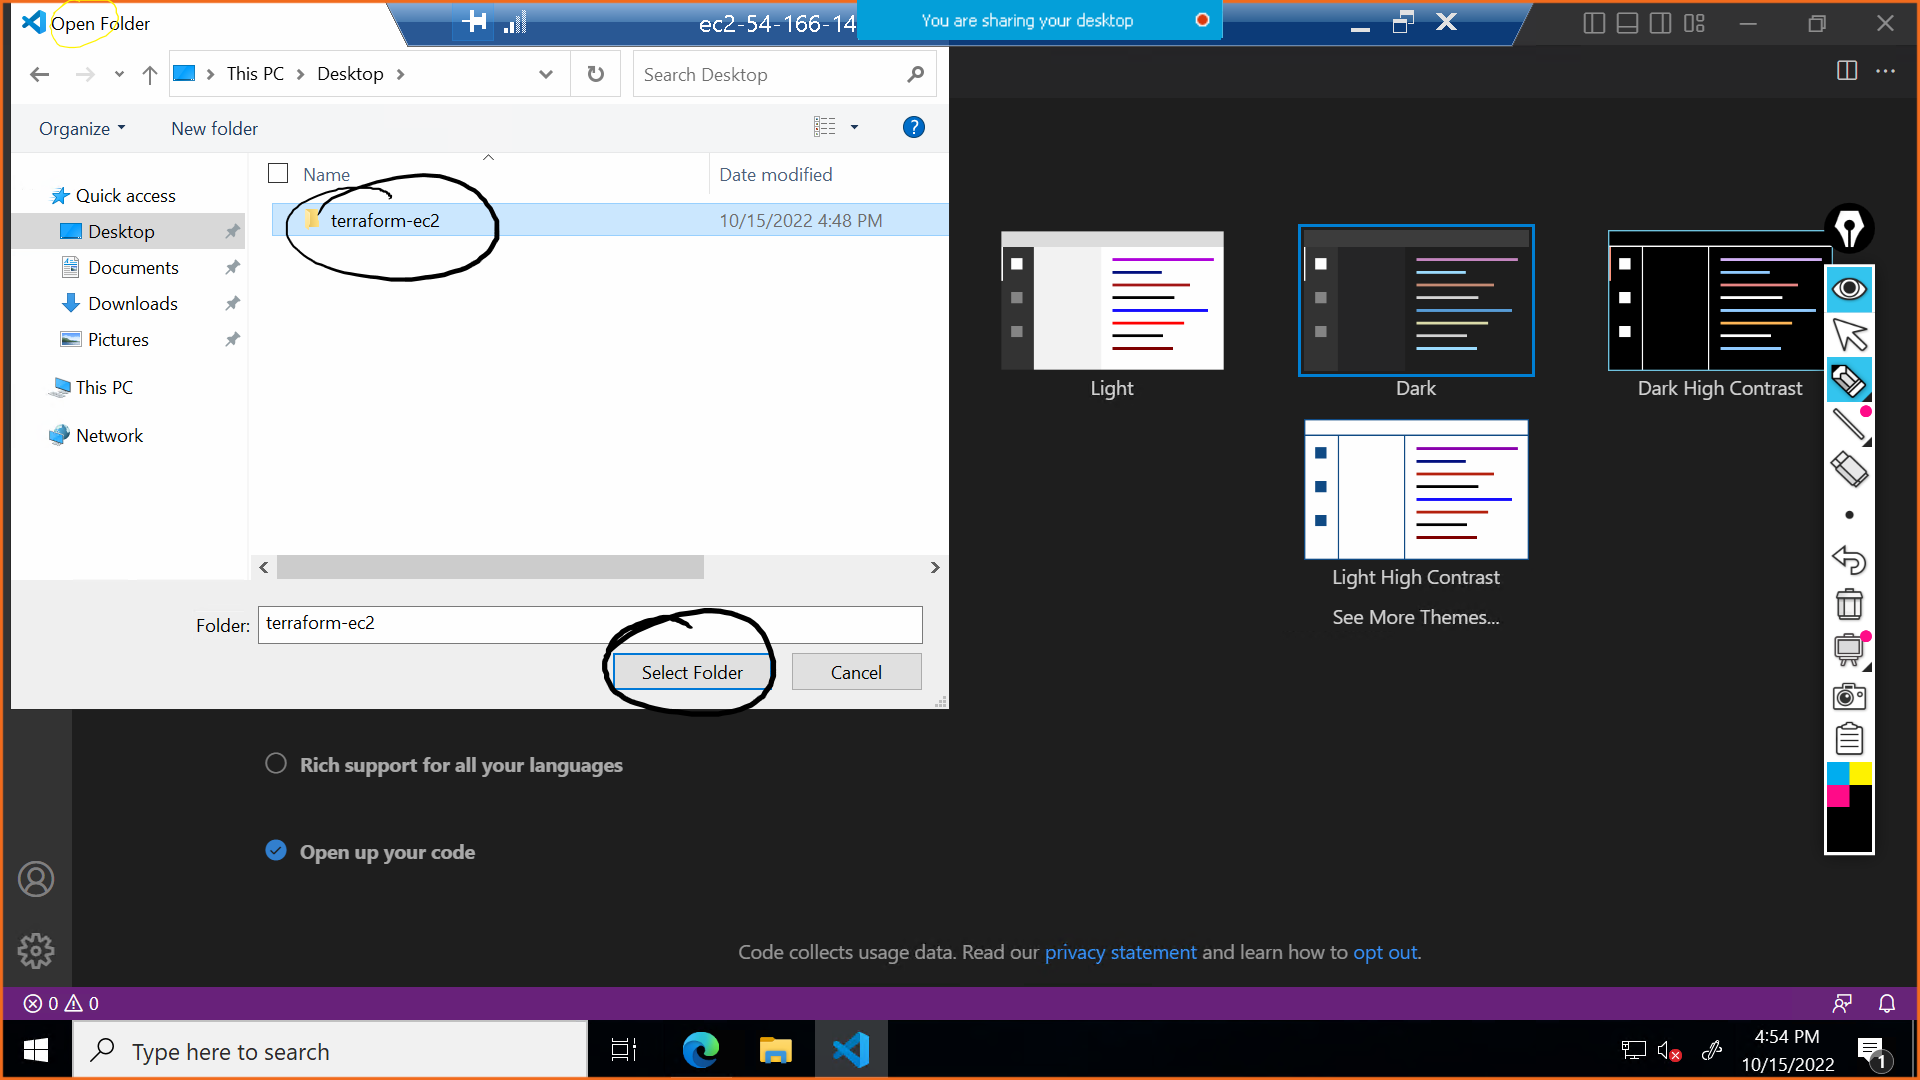 Open Folder
ec2-54-166-14
You are sharing your desktop
This PC
Desktop
Search Desktop
Organize
New folder
?
Name
Date modified
Quick access
terraform-ec2
10/15/2022 4:48 PM
Desktop
Documents
Downloads
Pictures
This PC
Network
Folder:
terraform-ec2
Select Folder
Cancel
Light
Dark
Dark High Contrast
Light High Contrast
See More Themes...
Rich support for all your languages
Open up your code
Code collects usage data. Read our privacy statement and learn how to opt out.
0
0
Type here to search
4:54 PM
10/15/2022
1